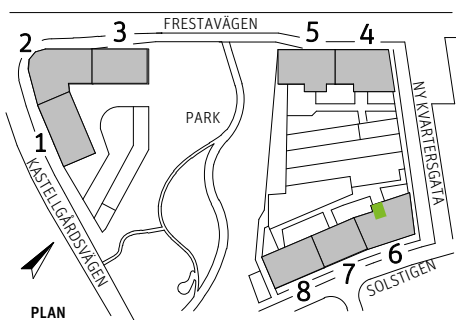 FRESTAVÄGEN
2
3
5
4
1
PARK
NY KVARTERSGATA
KASTELLGÅRDSVÄGEN
6
7
8
SOLSTIGEN
PLAN